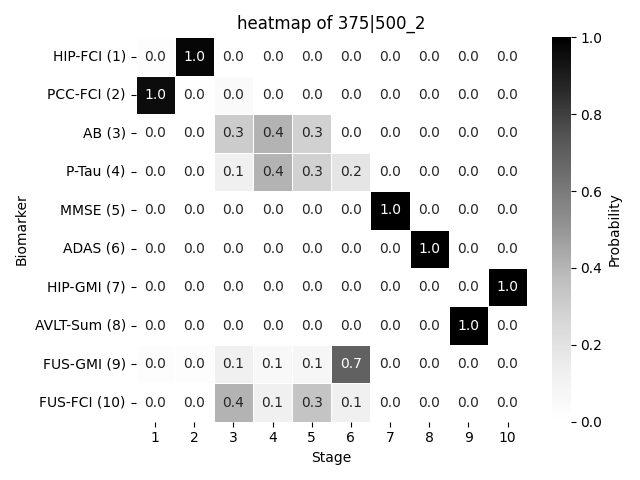 heatmap of 375|500_2
HIP-FCI (1) 0.0 1.0 0.0 0.0 0.0 0.0 0.0 0.0 0.0 0.0
PCC-FCI (2) 1.0 0.0 0.0 0.0 0.0 0.0 0.0 0.0 0.0 0.0
AB (3) 0.0 0.0 0.3 0.4 0.3 0.0 0.0 0.0 0.0 0.0
P-Tau (4) 0.0 0.0 0.1 0.4 0.3 0.2 0.0 0.0 0.0 0.0
MMSE (5) 0.0 0.0 0.0 0.0 0.0 0.0 1.0 0.0 0.0 0.0
ADAS (6) 0.0 0.0 0.0 0.0 0.0 0.0 0.0 1.0 0.0 0.0
HIP-GMI (7) 0.0 0.0 0.0 0.0 0.0 0.0 0.0 0.0 0.0 1.0
AVLT-Sum (8) 0.0 0.0 0.0 0.0 0.0 0.0 0.0 0.0 1.0 0.0
FUS-GMI (9) 0.0 0.0 0.1 0.1 0.1 0.7 0.0 0.0 0.0 0.0
FUS-FCI (10) 0.0 0.0 0.4 0.1 0.3 0.1 0.0 0.0 0.0 0.0
1 2 3 4 5 6 7 8 9 10
Stage
Biomarker
1.0
0.8
0.6
0.4
0.2
0.0
Probability